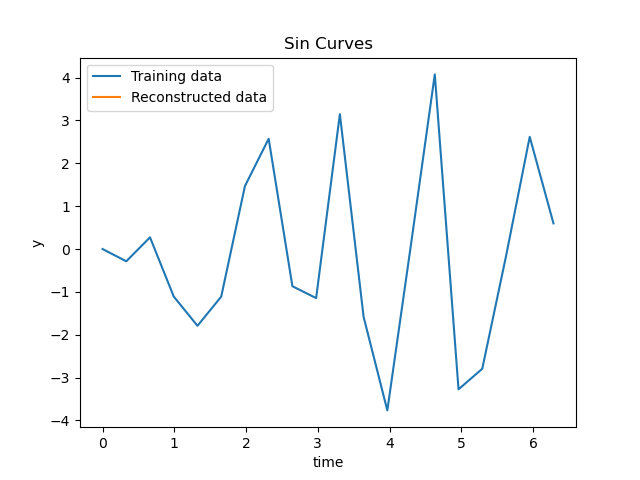 Sin Curves
Training data
Reconstructed data
4
3
2
1
0
−1
−2
−3
−4
y
0 1 2 3 4 5 6
time